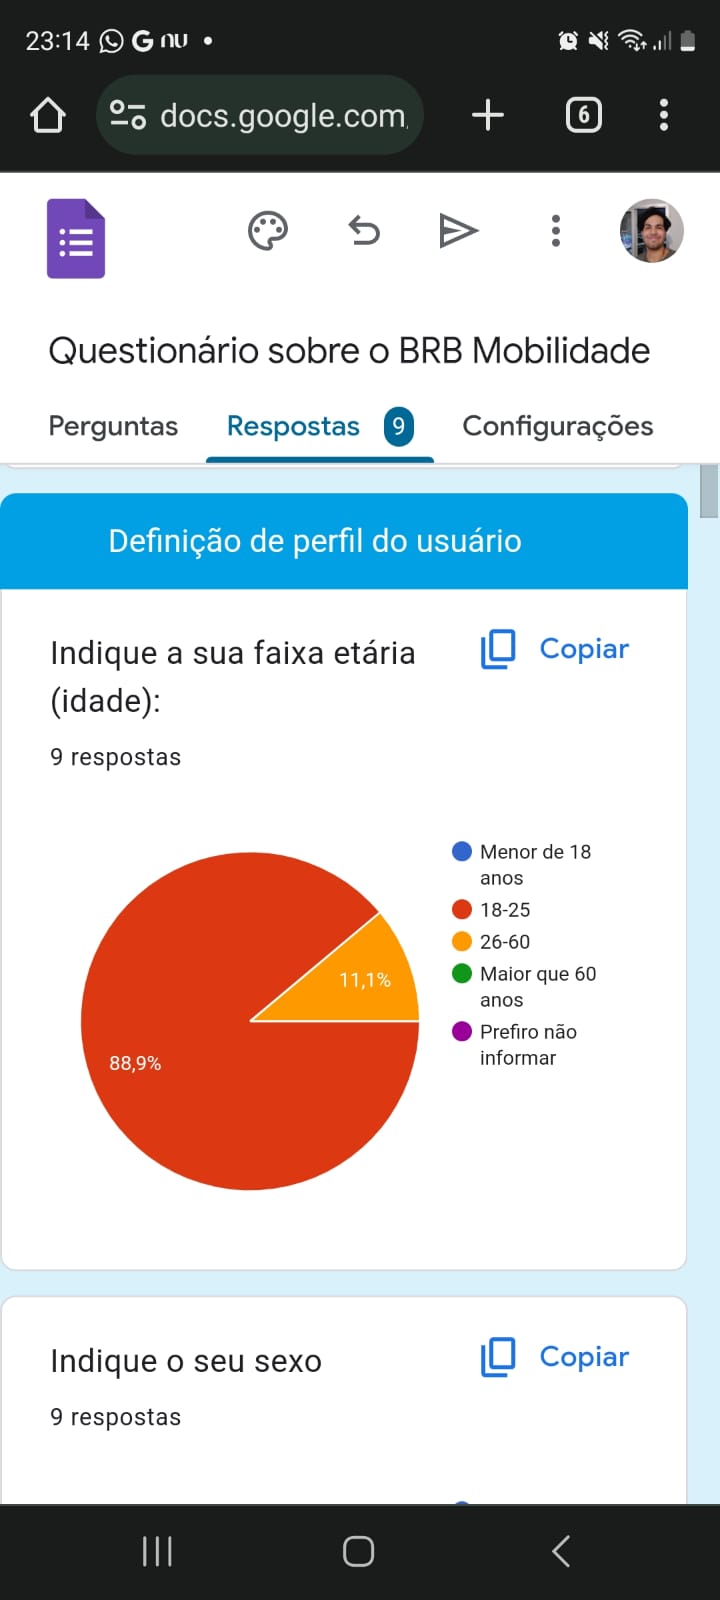 23:14
docs.google.com,
6
Questionário sobre o BRB Mobilidade
Perguntas Respostas 9 Configurações
Definição de perfil do usuário
Indique a sua faixa etária
(idade):
Copiar
9 respostas
Menor de 18
anos
18-25
26-60
Maior que 60
anos
Prefiro não
informar
11,1%
88,9%
Indique o seu sexo
Copiar
9 respostas